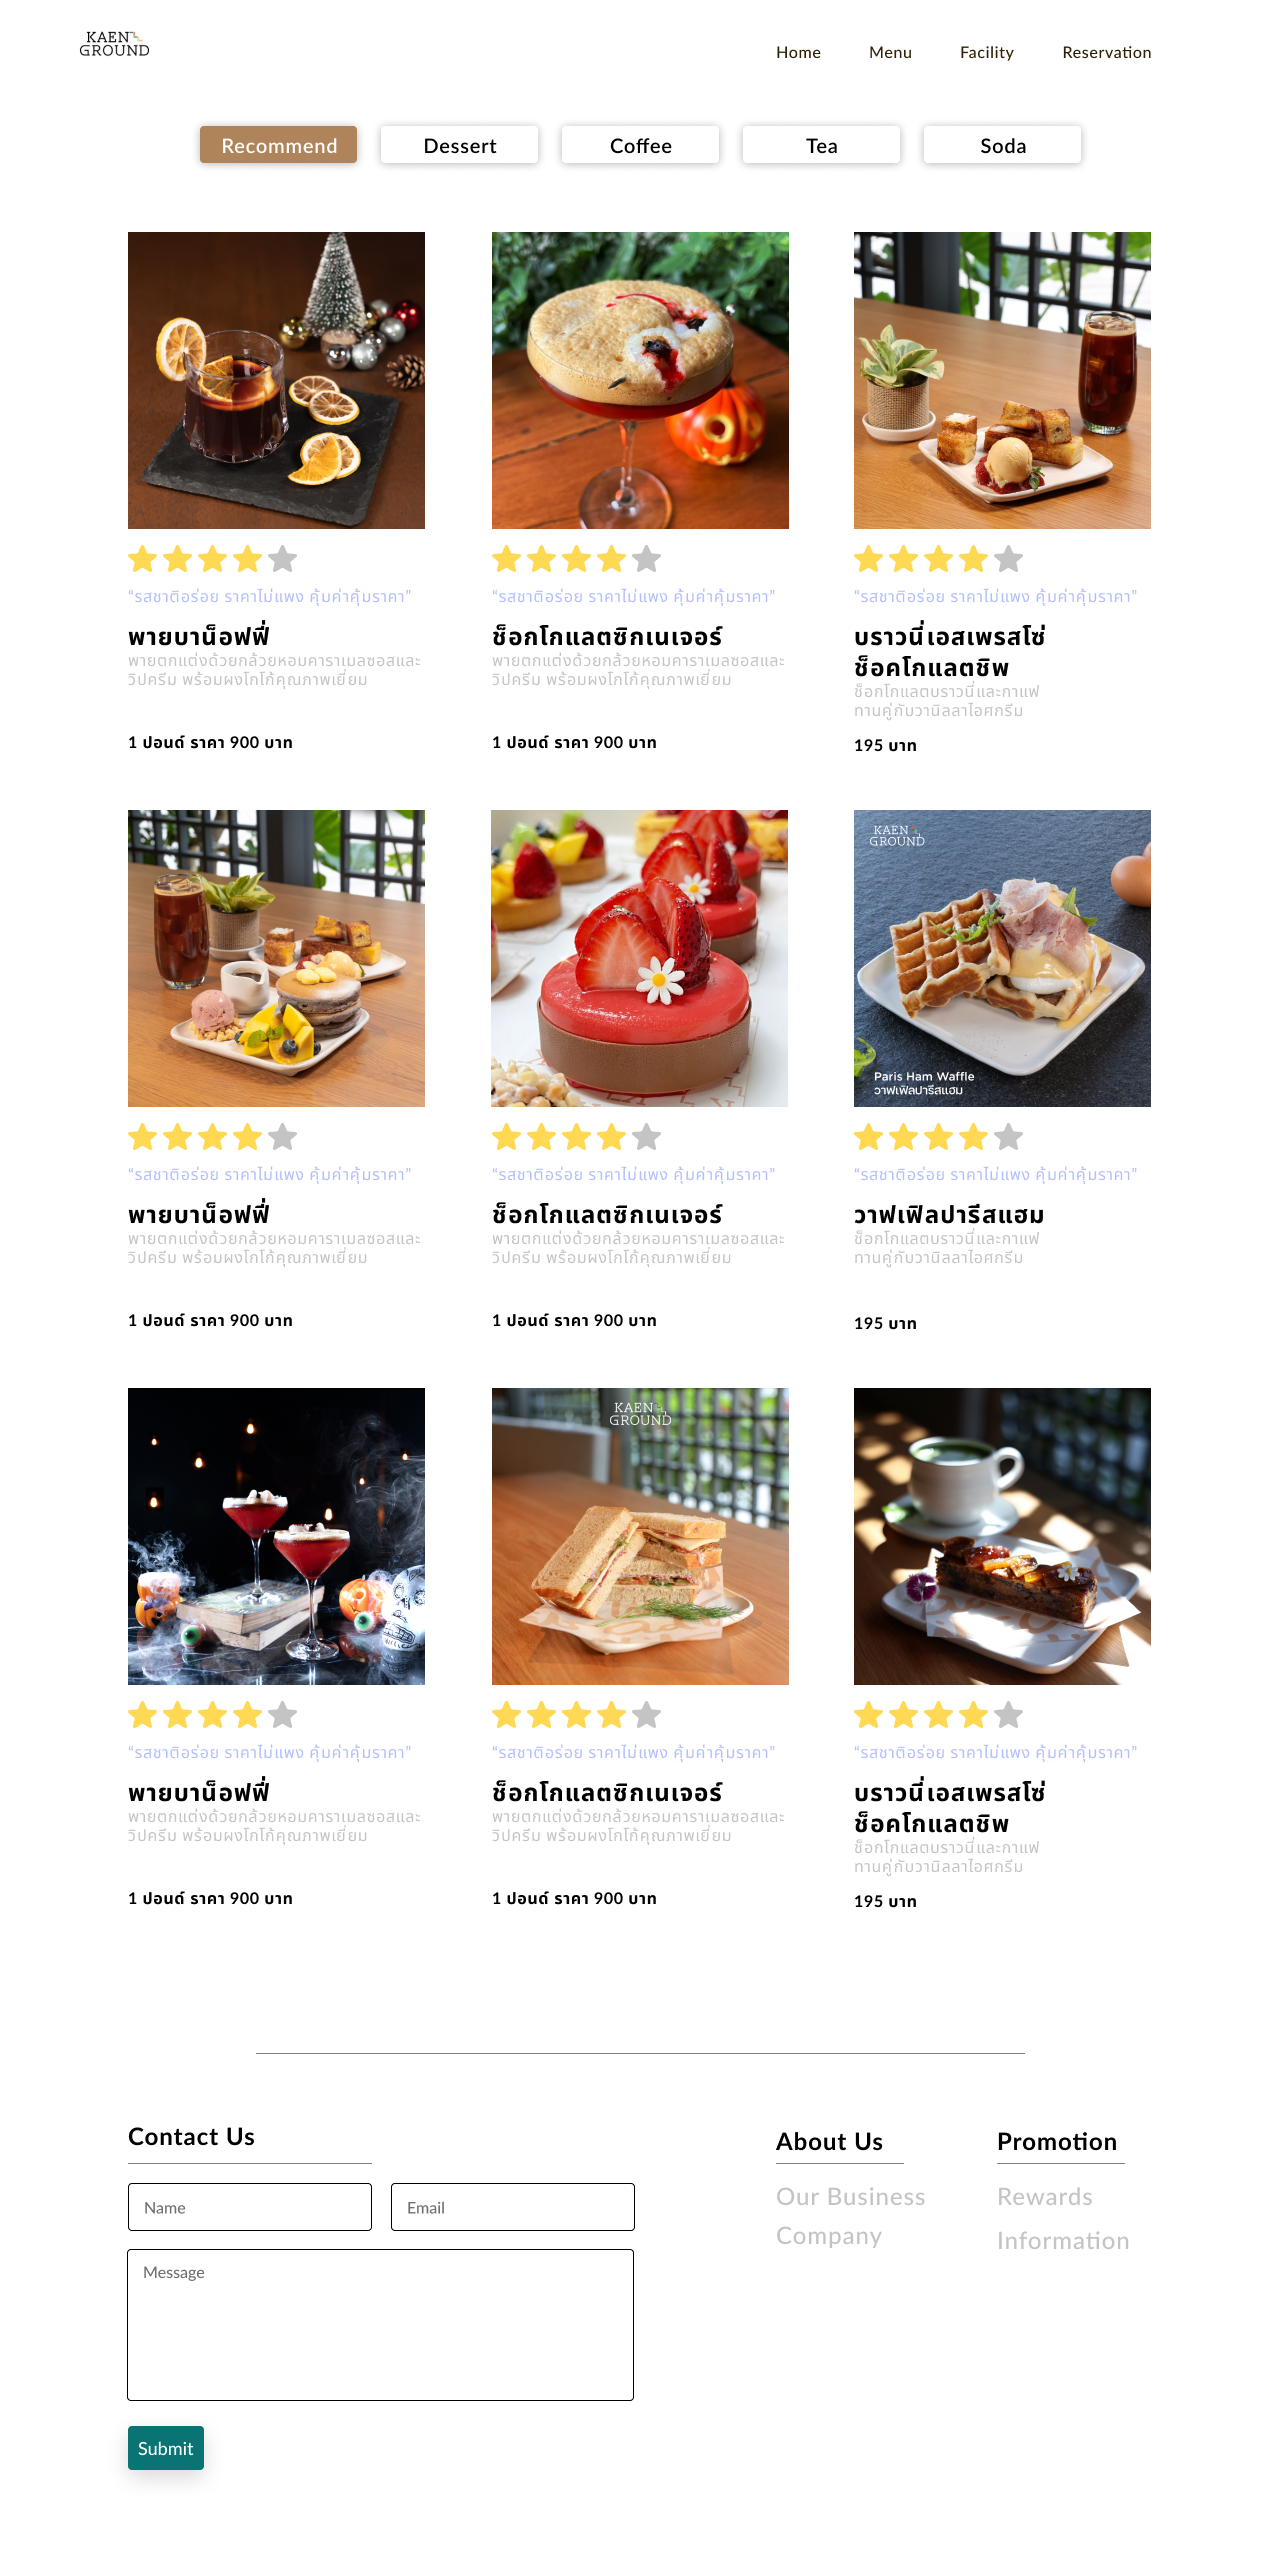 KAEN
GROUND
Home Menu Facility Reservation
Recommend Dessert Coffee Tea Soda
“รสชาติอร่อย ราคาไม่แพง คุ้มค่าคุ้มราคา”
พายบาน็อฟฟี่
พายตกแต่งด้วยกล้วยหอมคาราเมลซอสและ
วิปครีม พร้อมผงโกโก้คุณภาพเยี่ยม
1 ปอนด์ ราคา 900 บาท
“รสชาติอร่อย ราคาไม่แพง คุ้มค่าคุ้มราคา”
ช็อกโกแลตซิกเนเจอร์
พายตกแต่งด้วยกล้วยหอมคาราเมลซอสและ
วิปครีม พร้อมผงโกโก้คุณภาพเยี่ยม
1 ปอนด์ ราคา 900 บาท
“รสชาติอร่อย ราคาไม่แพง คุ้มค่าคุ้มราคา”
บราวนี่เอสเพรสโซ่
ช็อคโกแลตชิพ
ช็อกโกแลตบราวนี่และกาแฟ
ทานคู่กับวานิลลาไอศกรีม
195 บาท
“รสชาติอร่อย ราคาไม่แพง คุ้มค่าคุ้มราคา”
พายบาน็อฟฟี่
พายตกแต่งด้วยกล้วยหอมคาราเมลซอสและ
วิปครีม พร้อมผงโกโก้คุณภาพเยี่ยม
1 ปอนด์ ราคา 900 บาท
“รสชาติอร่อย ราคาไม่แพง คุ้มค่าคุ้มราคา”
ช็อกโกแลตซิกเนเจอร์
พายตกแต่งด้วยกล้วยหอมคาราเมลซอสและ
วิปครีม พร้อมผงโกโก้คุณภาพเยี่ยม
1 ปอนด์ ราคา 900 บาท
KAEN
GROUND
Paris Ham Waffle
วาฟเฟิลปารีสแฮม
“รสชาติอร่อย ราคาไม่แพง คุ้มค่าคุ้มราคา”
วาฟเฟิลปารีสแฮม
ช็อกโกแลตบราวนี่และกาแฟ
ทานคู่กับวานิลลาไอศกรีม
195 บาท
“รสชาติอร่อย ราคาไม่แพง คุ้มค่าคุ้มราคา”
พายบาน็อฟฟี่
พายตกแต่งด้วยกล้วยหอมคาราเมลซอสและ
วิปครีม พร้อมผงโกโก้คุณภาพเยี่ยม
1 ปอนด์ ราคา 900 บาท
KAEN
GROUND
“รสชาติอร่อย ราคาไม่แพง คุ้มค่าคุ้มราคา”
ช็อกโกแลตซิกเนเจอร์
พายตกแต่งด้วยกล้วยหอมคาราเมลซอสและ
วิปครีม พร้อมผงโกโก้คุณภาพเยี่ยม
1 ปอนด์ ราคา 900 บาท
“รสชาติอร่อย ราคาไม่แพง คุ้มค่าคุ้มราคา”
บราวนี่เอสเพรสโซ่
ช็อคโกแลตชิพ
ช็อกโกแลตบราวนี่และกาแฟ
ทานคู่กับวานิลลาไอศกรีม
195 บาท
Contact Us
Name
Email
Message
Submit
About Us
Our Business
Company
Promotion
Rewards
Information